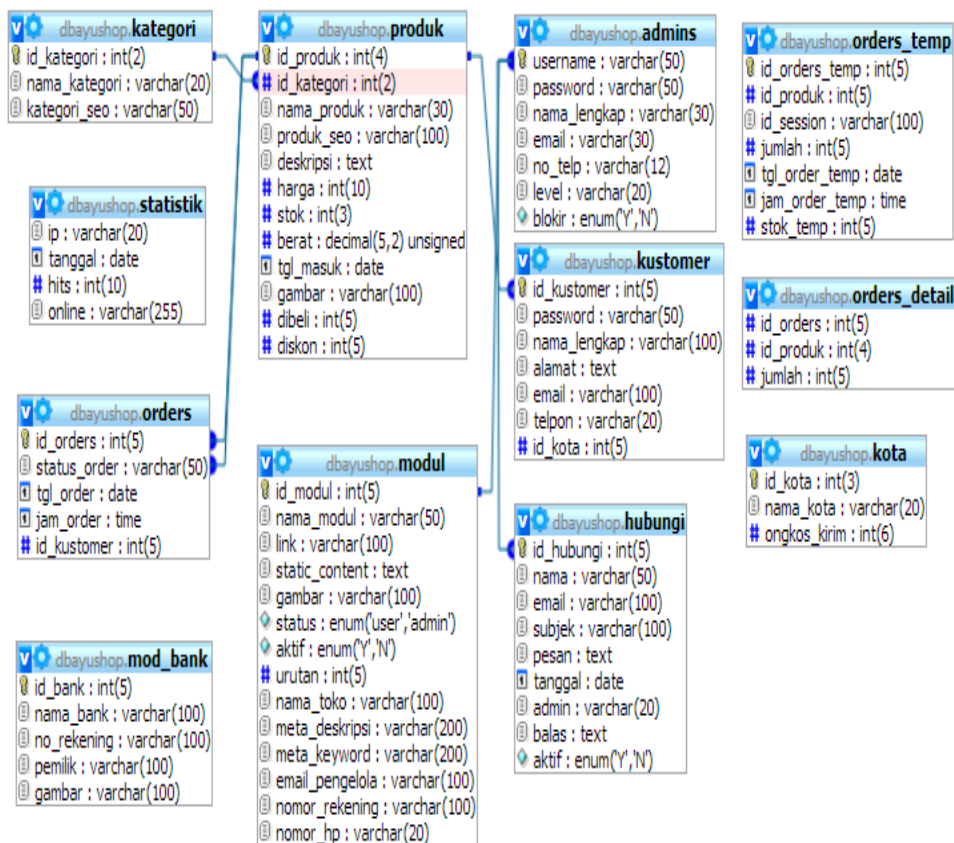 dbayushop.kategori
id_kategori : int(2)
nama_kategori : varchar(20)
kategori_seo : varchar(50)
dbayushop.statistik
ip : varchar(20)
tanggal : date
hits : int(10)
online : varchar(255)
dbayushop.orders
id_orders : int(5)
status_order : varchar(50)
tgl_order : date
jam_order : time
id_kustomer : int(5)
dbayushop.mod_bank
id_bank : int(5)
nama_bank : varchar(100)
no_rekening : varchar(100)
pemilik : varchar(100)
gambar : varchar(100)
dbayushop.produk
id_produk : int(4)
id_kategori : int(2)
nama_produk : varchar(30)
produk_seo : varchar(100)
deskripsi : text
harga : int(10)
stok : int(3)
berat : decimal(5,2) unsigned
tgl_masuk : date
gambar : varchar(100)
dibeli : int(5)
diskon : int(5)
dbayushop.modul
id_modul : int(5)
nama_modul : varchar(50)
link : varchar(100)
static_content : text
gambar : varchar(100)
status : enum('user','admin')
aktif : enum('Y','N')
urutan : int(5)
nama_toko : varchar(100)
meta_deskripsi : varchar(200)
meta_keyword : varchar(200)
email_pengelola : varchar(100)
nomor_rekening : varchar(100)
nomor_hp : varchar(20)
dbayushop.admins
username : varchar(50)
password : varchar(50)
nama_lengkap : varchar(30)
email : varchar(30)
no_telp : varchar(12)
level : varchar(20)
blokir : enum('Y','N')
dbayushop.kustomer
id_kustomer : int(5)
password : varchar(50)
nama_lengkap : varchar(100)
alamat : text
email : varchar(100)
telpon : varchar(20)
id_kota : int(5)
dbayushop.hubungi
id_hubungi : int(5)
nama : varchar(50)
email : varchar(100)
subjek : varchar(100)
pesan : text
tanggal : date
admin : varchar(20)
balas : text
aktif : enum('Y','N')
dbayushop.orders_temp
id_orders_temp : int(5)
id_produk : int(5)
id_session : varchar(100)
jumlah : int(5)
tgl_order_temp : date
jam_order_temp : time
stok_temp : int(5)
dbayushop.orders_detail
id_orders : int(5)
id_produk : int(4)
jumlah : int(5)
dbayushop.kota
id_kota : int(3)
nama_kota : varchar(20)
ongkos_kirim : int(6)